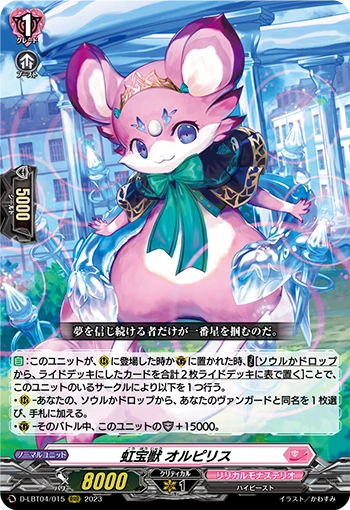 1
グレード
ブースト
5000
シールド
夢を信じ続ける者だけが一番星を掴むのだ。
:このユニットが、に登場した時かに置かれた時、[ソウルかドロップ
から、ライドデッキにしたカードを合計2枚ライドデッキに表で置く]ことで、
このユニットのいるサークルにより以下を1つ行う。
・-あなたの、ソウルかドロップから、あなたのヴァンガードと同名を1枚選
び、手札に加える。
・-そのバトル中、このユニットの+15000。
ノーマルユニット
虹宝獣 オルピリス
D-LBT04/015 RRR 2023
パワー 8000
クリティカル
1
リリカルモナステリオ
ハイビースト
イラスト/かわすみ